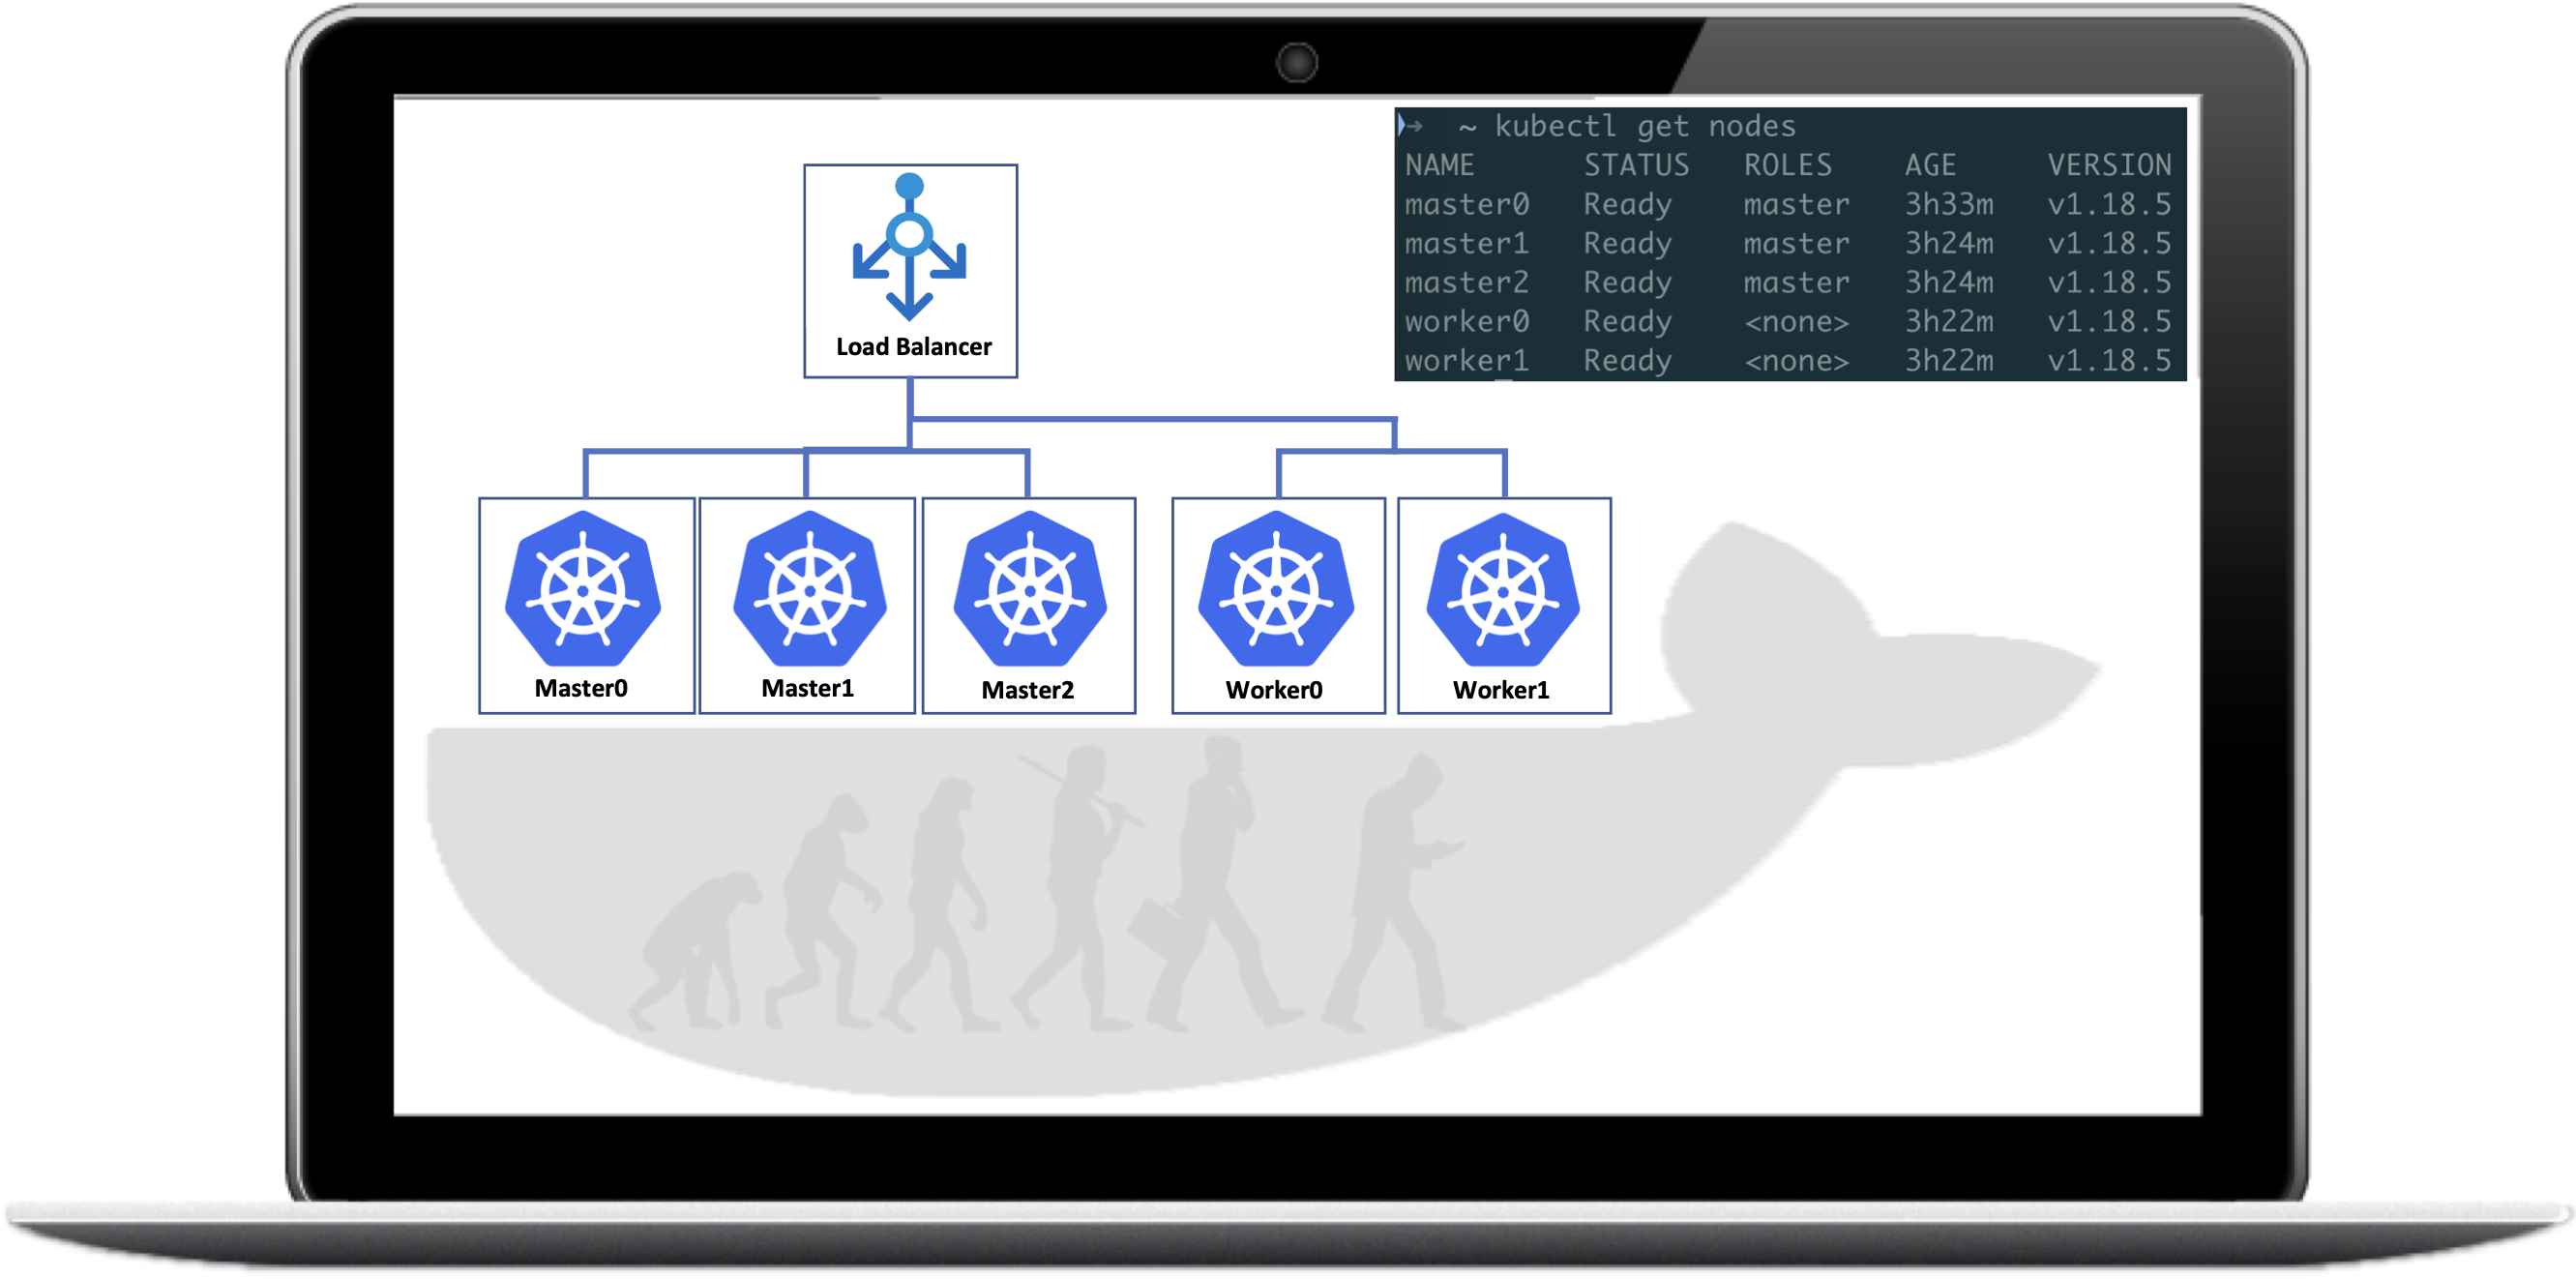 ➜ ~ kubectl get nodes
NAME STATUS ROLES AGE VERSION
master0 Ready master 3h33m v1.18.5
master1 Ready master 3h24m v1.18.5
master2 Ready master 3h24m v1.18.5
worker0 Ready <none> 3h22m v1.18.5
worker1 Ready <none> 3h22m v1.18.5
Load Balancer
Master0
Master1
Master2
Worker0
Worker1